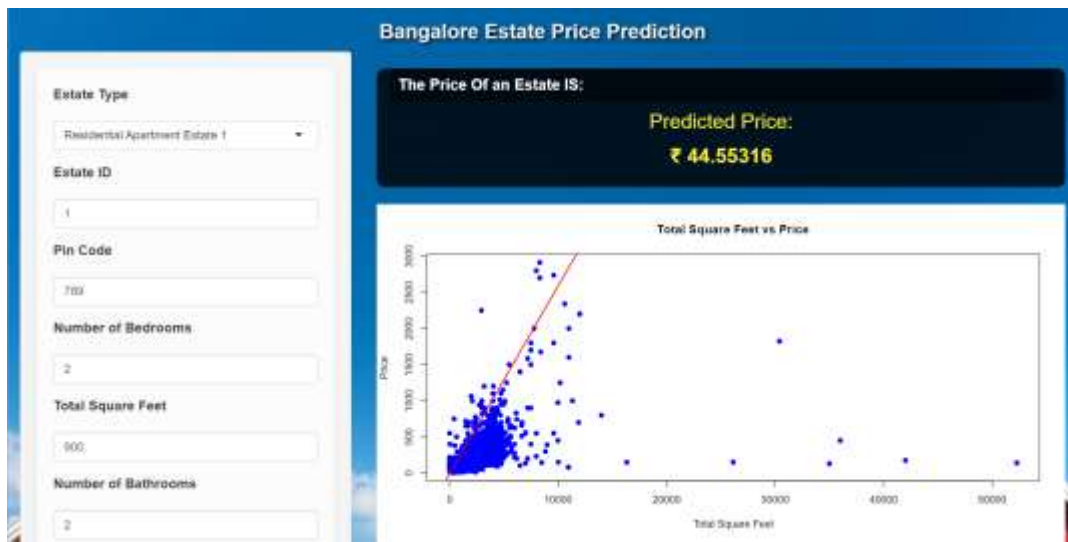 Bangalore Estate Price Prediction
Estate Type
Residential Apartment Estate 1
Estate ID
1
Pin Code
789
Number of Bedrooms
2
Total Square Feet
900
Number of Bathrooms
2
The Price Of an Estate IS:
Predicted Price:
₹ 44.55316
Total Square Feet vs Price
Price
3000
2500
2000
1500
1000
500
0
0
10000
20000
30000
40000
50000
Total Square Feet